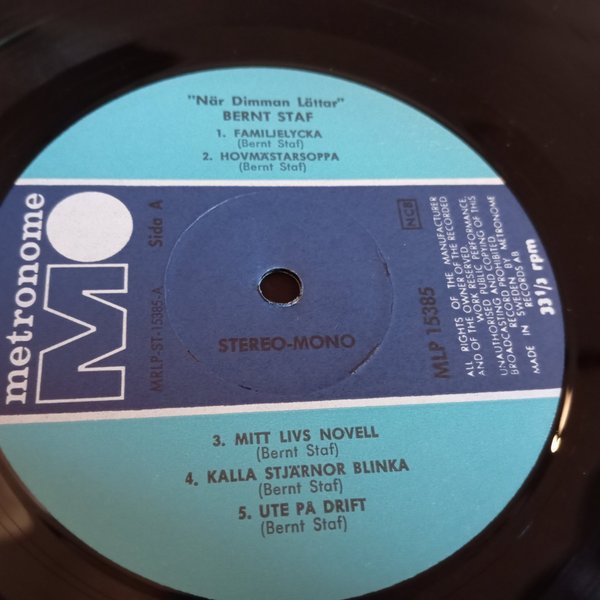 "När Dimman Lättar"
BERNT STAF
1. FAMILJELYCKA
(Bernt Staf)
2. HOVMÄSTARSOPPA
(Bernt Staf)
metronome
M
Sida A
MRLP-ST-15385-A
STEREO-MONO
NCB
MLP 15385
ALL RIGHTS OF THE MANUFACTURER
AND OF THE OWNER OF THE RECORDED
WORK RESERVED.
PUBLIC PERFORMANCE,
UNAUTHORISED COPYING OF THIS
BROADCASTING AND
RECORD PROHIBITED.
RECORDED BY METRONOME
MADE IN SWEDEN
RECORDS AB
33 1/3 rpm
3. MITT LIVS NOVELL
(Bernt Staf)
4. KALLA STJÄRNOR BLINKA
(Bernt Staf)
5. UTE PÅ DRIFT
(Bernt Staf)